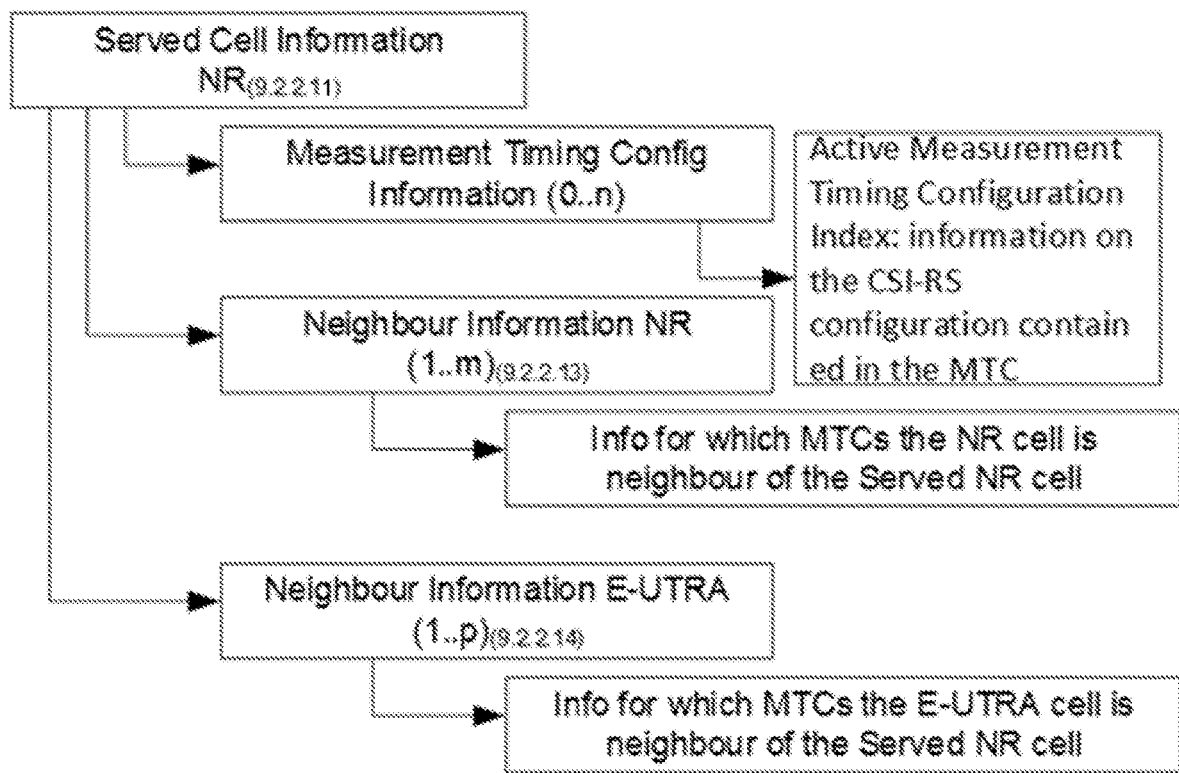 Served Cell Information
NR(9.2.2.11)
Measurement Timing Config
Information (0..n)
Active Measurement
Timing Configuration
Index: information on
the CSI-RS
configuration contain
ed in the MTC
Neighbour Information NR
(1..m)(9.2.2.13)
Info for which MTCs the NR cell is
neighbour of the Served NR cell
Neighbour Information E-UTRA
(1..p)(9.2.2.14)
Info for which MTCs the E-UTRA cell is
neighbour of the Served NR cell